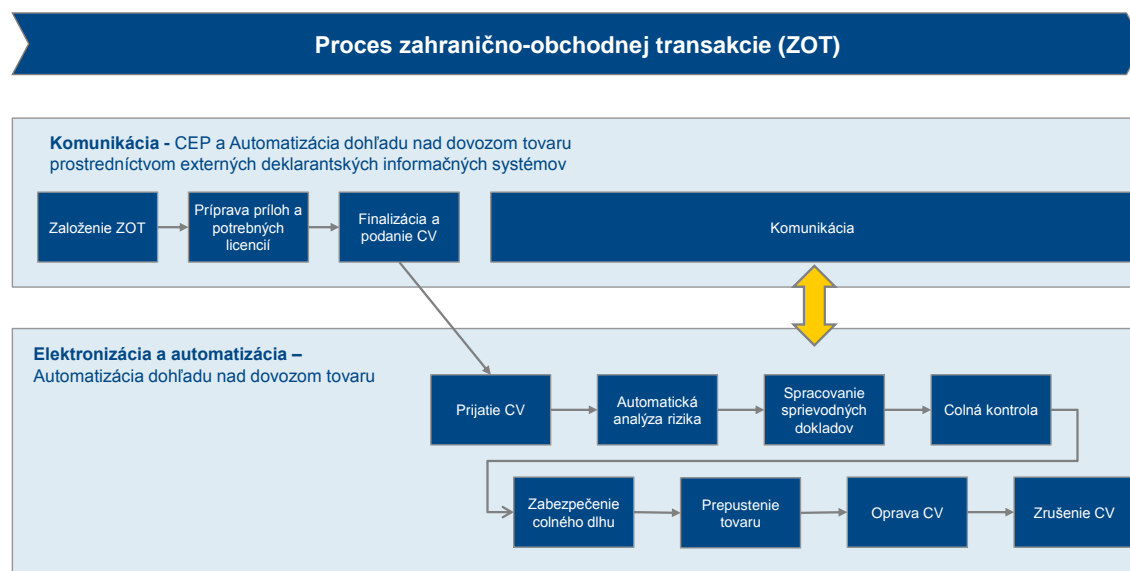 Proces zahranično-obchodnej transakcie (ZOT)
Komunikácia - CEP a Automatizácia dohľadu nad dovozom tovaru
prostredníctvom externých deklarantských informačných systémov
Založenie ZOT
Príprava príloh a
potrebných
licencií
Finalizácia a
podanie CV
Komunikácia
Elektronizácia a automatizácia –
Automatizácia dohľadu nad dovozom tovaru
Prijatie CV
Automatická
analýza rizika
Spracovanie
sprievodných
dokladov
Colná kontrola
Zabezpečenie
colného dlhu
Prepustenie
tovaru
Oprava CV
Zrušenie CV